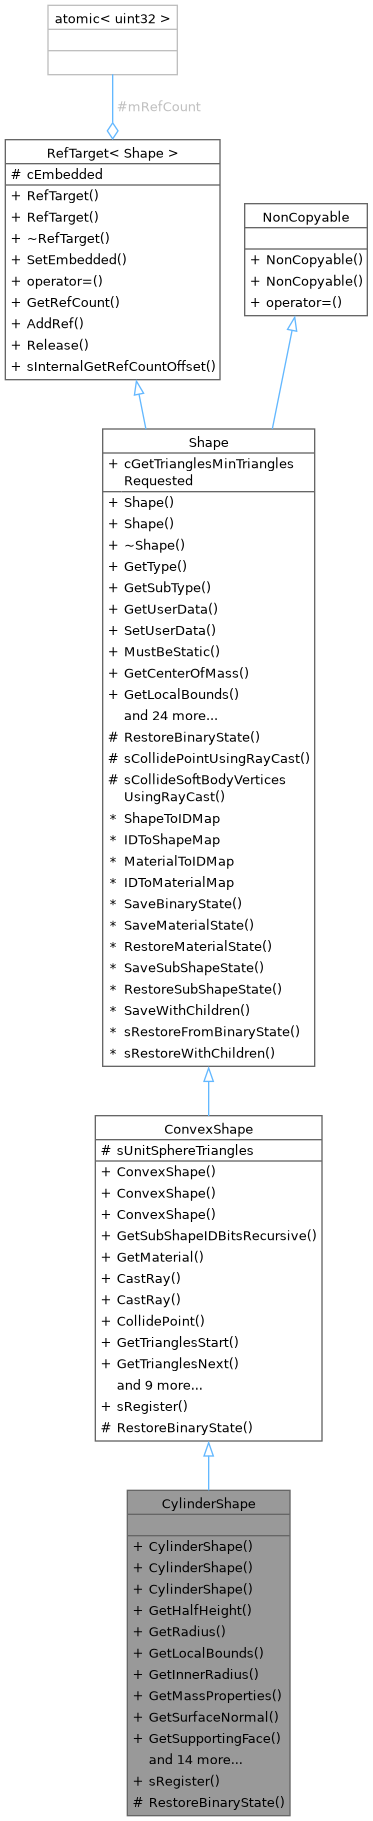 atomic< uint32 >
#mRefCount
RefTarget< Shape >
# cEmbedded
+ RefTarget()
+ RefTarget()
+ ~RefTarget()
+ SetEmbedded()
+ operator=()
+ GetRefCount()
+ AddRef()
+ Release()
+ sInternalGetRefCountOffset()
NonCopyable
+ NonCopyable()
+ NonCopyable()
+ operator=()
Shape
+ cGetTrianglesMinTriangles
Requested
+ Shape()
+ Shape()
+ ~Shape()
+ GetType()
+ GetSubType()
+ GetUserData()
+ SetUserData()
+ MustBeStatic()
+ GetCenterOfMass()
+ GetLocalBounds()
and 24 more...
# RestoreBinaryState()
# sCollidePointUsingRayCast()
# sCollideSoftBodyVertices
UsingRayCast()
* ShapeToIDMap
* IDToShapeMap
* MaterialToIDMap
* IDToMaterialMap
* SaveBinaryState()
* SaveMaterialState()
* RestoreMaterialState()
* SaveSubShapeState()
* RestoreSubShapeState()
* SaveWithChildren()
* sRestoreFromBinaryState()
* sRestoreWithChildren()
ConvexShape
# sUnitSphereTriangles
+ ConvexShape()
+ ConvexShape()
+ ConvexShape()
+ GetSubShapeIDBitsRecursive()
+ GetMaterial()
+ CastRay()
+ CastRay()
+ CollidePoint()
+ GetTrianglesStart()
+ GetTrianglesNext()
and 9 more...
+ sRegister()
# RestoreBinaryState()
CylinderShape
+ CylinderShape()
+ CylinderShape()
+ CylinderShape()
+ GetHalfHeight()
+ GetRadius()
+ GetLocalBounds()
+ GetInnerRadius()
+ GetMassProperties()
+ GetSurfaceNormal()
+ GetSupportingFace()
and 14 more...
+ sRegister()
# RestoreBinaryState()